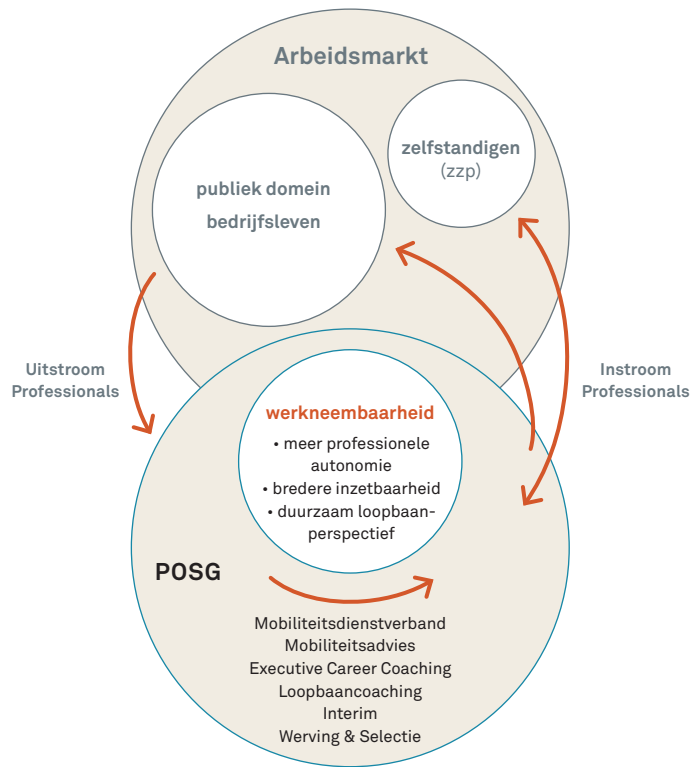 Arbeidsmarkt
zelfstandigen
(zzp)
publiek domein
bedrijfsleven
Uitstroom
Professionals
Instroom
Professionals
werkneembaarheid
• meer professionele
autonomie
• bredere inzetbaarheid
• duurzaam loopbaan-
perspectief
POSG
Mobiliteitsdienstverband
Mobiliteitsadvies
Executive Career Coaching
Loopbaancoaching
Interim
Werving & Selectie